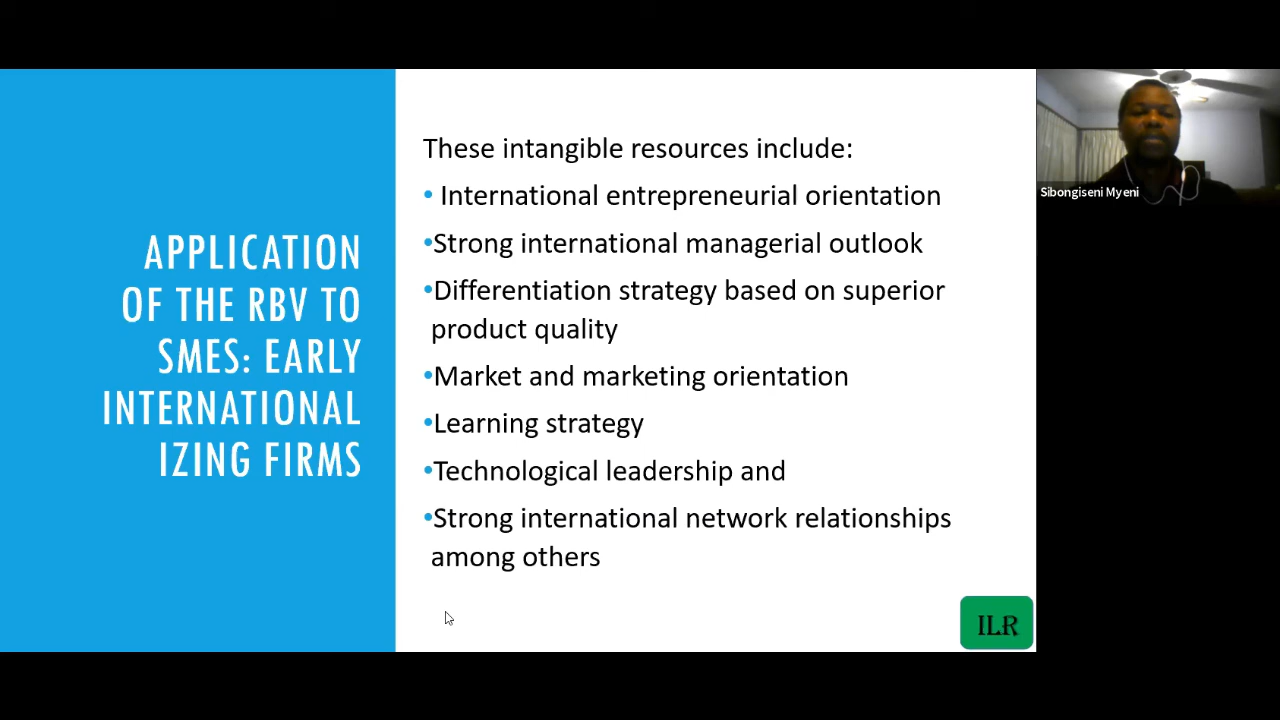 APPLICATION
OF THE RBV TO
SMES: EARLY
INTERNATIONAL
IZING FIRMS
These intangible resources include:
• International entrepreneurial orientation
•Strong international managerial outlook
•Differentiation strategy based on superior
product quality
•Market and marketing orientation
•Learning strategy
•Technological leadership and
•Strong international network relationships
among others
ILR
Sibongiseni Myeni